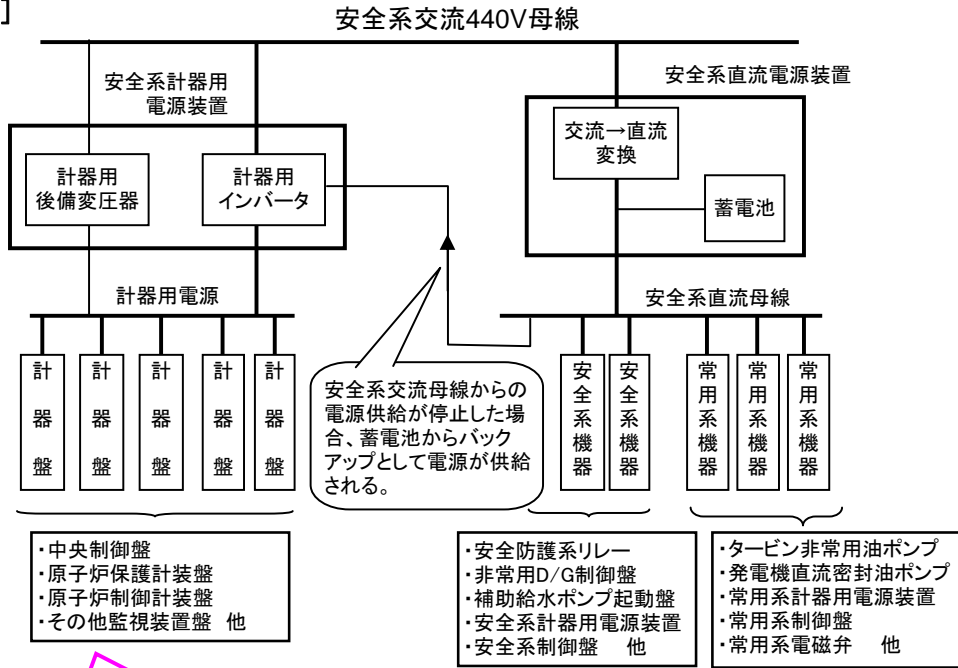 ]
安全系交流440V母線
安全系計器用
電源装置
安全系直流電源装置
計器用
後備変圧器
計器用
インバータ
交流→直流
変換
蓄電池
計器用電源
安全系直流母線
計器盤
計器盤
計器盤
計器盤
計器盤
安全系交流母線からの
電源供給が停止した場
合、蓄電池からバック
アップとして電源が供給
される。
安全系機器
安全系機器
常用系機器
常用系機器
常用系機器
・中央制御盤
・原子炉保護計装盤
・原子炉制御計装盤
・その他監視装置盤 他
・安全防護系リレー
・非常用D/G制御盤
・補助給水ポンプ起動盤
・安全系計器用電源装置
・安全系制御盤 他
・タービン非常用油ポンプ
・発電機直流密封油ポンプ
・常用系計器用電源装置
・常用系制御盤
・常用系電磁弁 他